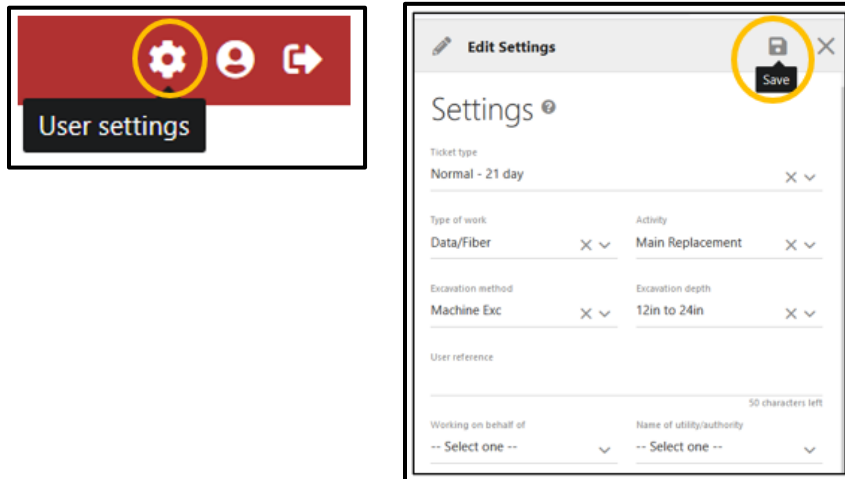 User settings
Edit Settings
Save
Settings
Ticket type
Normal - 21 day
Type of work
Activity
Data/Fiber
Main Replacement
Excavation method
Excavation depth
Machine Exc
12in to 24in
User reference
50 characters left
Working on behalf of
Name of utility/authority
-- Select one --
-- Select one --